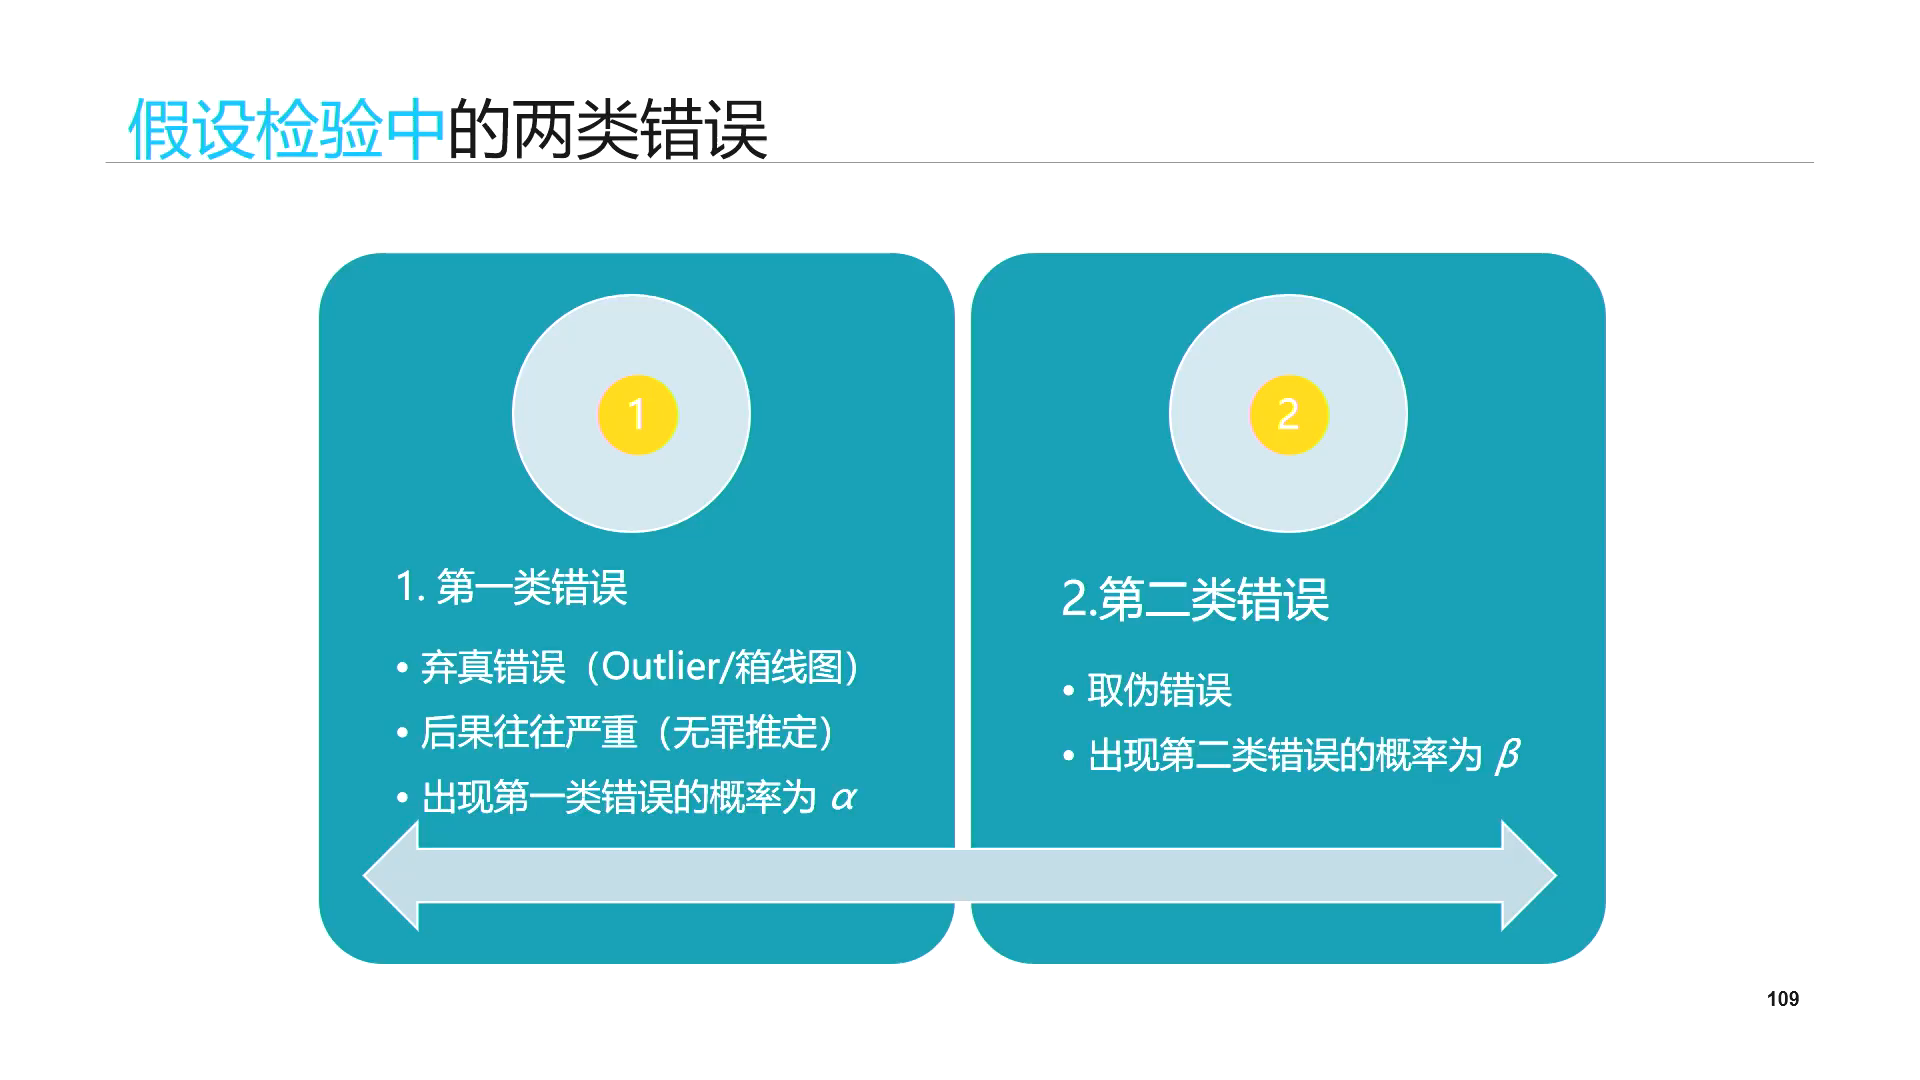 假设检验中的两类错误
1
1. 第一类错误
• 弃真错误（Outlier/箱线图）
• 后果往往严重（无罪推定）
• 出现第一类错误的概率为 α
2
2.第二类错误
• 取伪错误
• 出现第二类错误的概率为 β
109